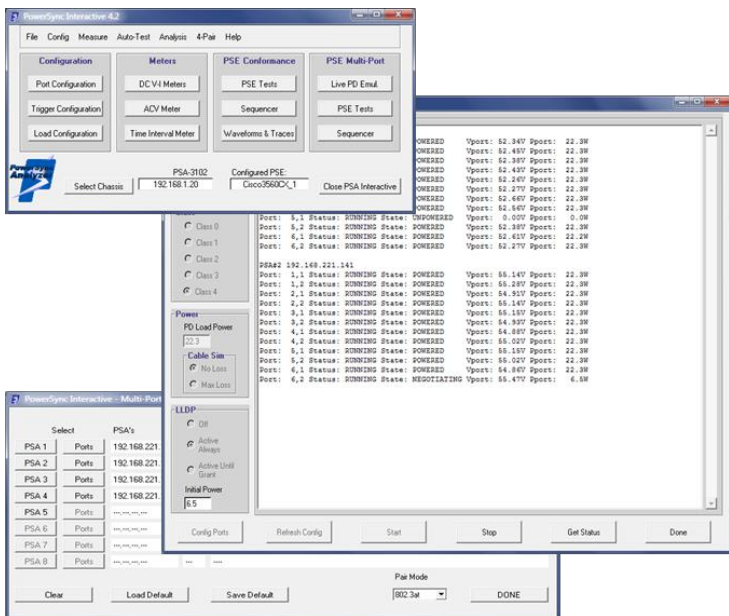 PowerSync Interactive 4.2
File Config Measure Auto-Test Analysis 4-Pair Help
Configuration Meters PSE Conformance PSE Multi-Port
Port Configuration DC V-I Meters PSE Tests Live PD Emul.
Trigger Configuration ACV Meter Sequencer PSE Tests
Load Configuration Time Interval Meter Waveforms & Traces Sequencer
PowerSync Analyzer
PSA-3102 Configured PSE:
Select Chassis 192.168.1.20 Cisco3560CX_1 Close PSA Interactive
POWERED Vport: 52.34V Pport: 22.3W
POWERED Vport: 52.45V Pport: 22.3W
POWERED Vport: 52.38V Pport: 22.3W
POWERED Vport: 52.43V Pport: 22.3W
POWERED Vport: 52.26V Pport: 22.3W
POWERED Vport: 52.27V Pport: 22.3W
POWERED Vport: 52.66V Pport: 22.3W
POWERED Vport: 52.56V Pport: 22.3W
Port: 5,1 Status: RUNNING State: UNPOWERED Vport: 0.00V Pport: 0.0W
Port: 5,2 Status: RUNNING State: POWERED Vport: 52.38V Pport: 22.3W
Port: 6,1 Status: RUNNING State: POWERED Vport: 52.61V Pport: 22.2W
Port: 6,2 Status: RUNNING State: POWERED Vport: 52.27V Pport: 22.3W
PSA#2 192.168.221.141
Port: 1,1 Status: RUNNING State: POWERED Vport: 55.14V Pport: 22.3W
Port: 1,2 Status: RUNNING State: POWERED Vport: 55.28V Pport: 22.3W
Port: 2,1 Status: RUNNING State: POWERED Vport: 54.91V Pport: 22.3W
Port: 2,2 Status: RUNNING State: POWERED Vport: 55.14V Pport: 22.3W
Port: 3,1 Status: RUNNING State: POWERED Vport: 55.15V Pport: 22.3W
Port: 3,2 Status: RUNNING State: POWERED Vport: 54.93V Pport: 22.3W
Port: 4,1 Status: RUNNING State: POWERED Vport: 54.88V Pport: 22.3W
Port: 4,2 Status: RUNNING State: POWERED Vport: 55.02V Pport: 22.3W
Port: 5,1 Status: RUNNING State: POWERED Vport: 55.15V Pport: 22.3W
Port: 5,2 Status: RUNNING State: POWERED Vport: 55.02V Pport: 22.3W
Port: 6,1 Status: RUNNING State: POWERED Vport: 54.86V Pport: 22.3W
Port: 6,2 Status: RUNNING State: NEGOTIATING Vport: 55.47V Pport: 6.5W
Class 0
Class 1
Class 2
Class 3
Class 4
Power
PD Load Power
22.3
Cable Sim
No Loss
Max Loss
LLDP
Off
Active Always
Active Until Grant
Initial Power
6.5
Config Ports Refresh Config Start Stop Get Status Done
PowerSync Interactive - Multi-Port
Select PSA's
PSA 1 Ports 192.168.221.
PSA 2 Ports 192.168.221.
PSA 3 Ports 192.168.221.
PSA 4 Ports 192.168.221.
PSA 5 Ports ---.---.---.---
PSA 6 Ports ---.---.---.---
PSA 7 Ports ---.---.---.---
PSA 8 Ports ---.---.---.--- --- ----
Pair Mode
Clear Load Default Save Default 802.3at DONE